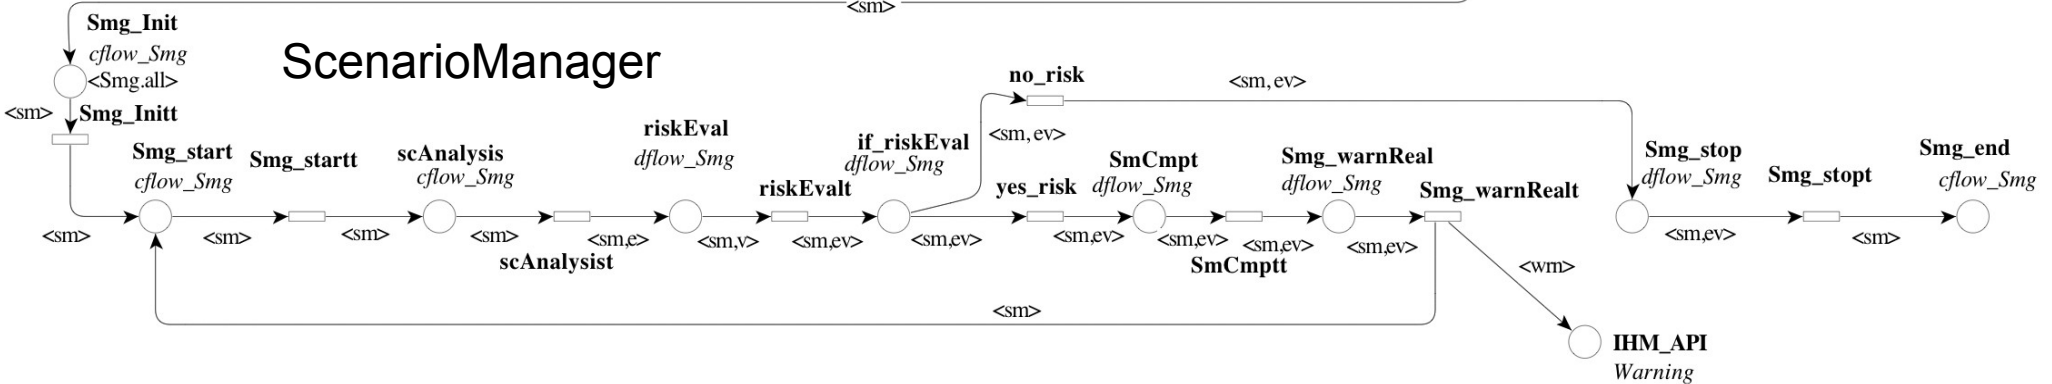 <sm>
Smg_Init
cflow_Smg
<Smg.all>
ScenarioManager
<sm>
Smg_Initt
no_risk
<sm,ev>
<sm,ev>
Smg_start
cflow_Smg
Smg_startt
scAnalysis
cflow_Smg
riskEval
dflow_Smg
riskEvalt
if_riskEval
dflow_Smg
yes_risk
SmCmpt
dflow_Smg
Smg_warnReal
dflow_Smg
Smg_warnRealt
Smg_stop
dflow_Smg
Smg_stopt
Smg_end
cflow_Smg
<sm>
<sm>
<sm>
<sm>
<sm,e>
<sm,v>
<sm,ev>
<sm,ev>
<sm,ev>
<sm,ev>
<sm,ev>
<sm,ev>
<sm,ev>
<sm>
scAnalysist
SmCmptt
<wrn>
<sm>
IHM_API
Warning